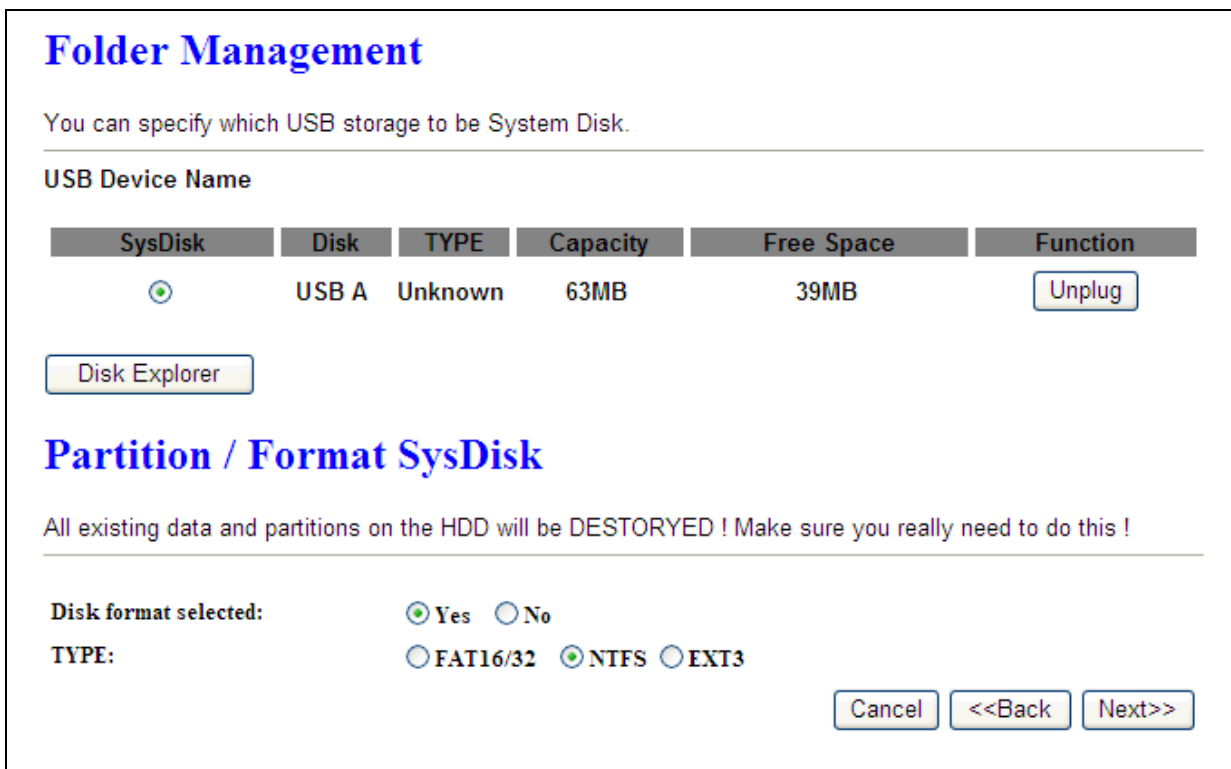 Folder Management
You can specify which USB storage to be System Disk.
USB Device Name
SysDisk Disk TYPE Capacity Free Space Function
USB A Unknown 63MB 39MB Unplug
Disk Explorer
Partition / Format SysDisk
All existing data and partitions on the HDD will be DESTORYED ! Make sure you really need to do this !
Disk format selected: Yes No
TYPE: FAT16/32 NTFS EXT3
Cancel <<Back Next>>